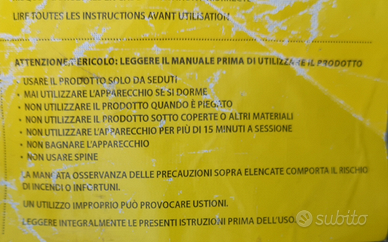 LIRE TOUTES LES INSTRUCTIONS AVANT UTILISATION
ATTENZIONE PERICOLO: LEGGERE IL MANUALE PRIMA DI UTILIZZARE IL PRODOTTO
USARE IL PRODOTTO SOLO DA SEDUTI
• MAI UTILIZZARE L'APPARECCHIO SE SI DORME
• NON UTILIZZARE IL PRODOTTO QUANDO È PIEGATO
• NON UTILIZZARE IL PRODOTTO SOTTO COPERTE O ALTRI MATERIALI
• NON UTILIZZARE L'APPARECCHIO PER PIÙ DI 15 MINUTI A SESSIONE
• NON BAGNARE L'APPARECCHIO
• NON USARE SPINE
LA MANCATA OSSERVANZA DELLE PRECAUZIONI SOPRA ELENCATE COMPORTA IL RISCHIO
DI INCENDI O INFORTUNI.
UN UTILIZZO IMPPROPRIO PUÒ PROVOCARE USTIONI.
LEGGERE INTEGRALMENTE LE PRESENTI ISTRUZIONI PRIMA DELL'USO.
subito